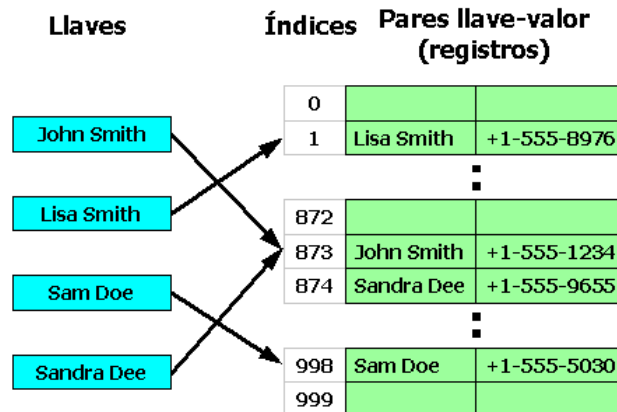 Llaves
Índices
Pares llave-valor
(registros)
John Smith
Lisa Smith
Sam Doe
Sandra Dee
0
1 Lisa Smith +1-555-8976
872
873 John Smith +1-555-1234
874 Sandra Dee +1-555-9655
998 Sam Doe +1-555-5030
999